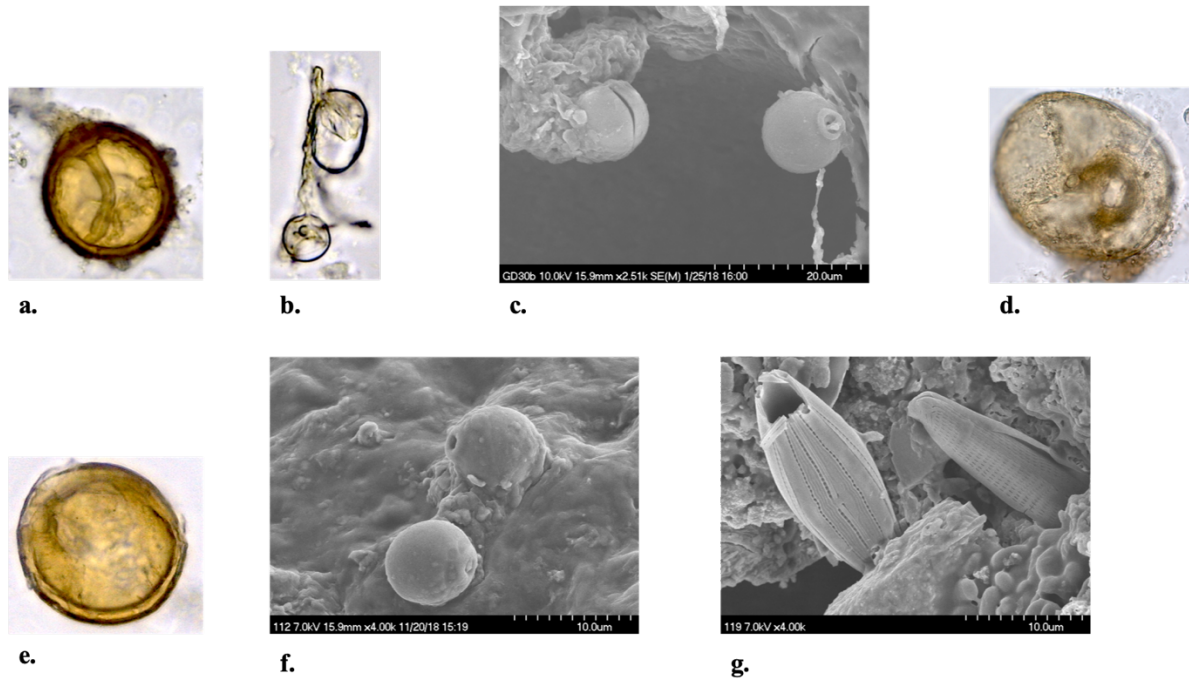 GD30b 10.0kV 15.9mm x2.51k SE(M) 1/25/18 16:00 20.0um
a.
b.
c.
d.
112 7.0kV 15.9mm x4.00k 11/20/18 15:19 10.0um
119 7.0kV x4.00k 10.0um
e.
f.
g.